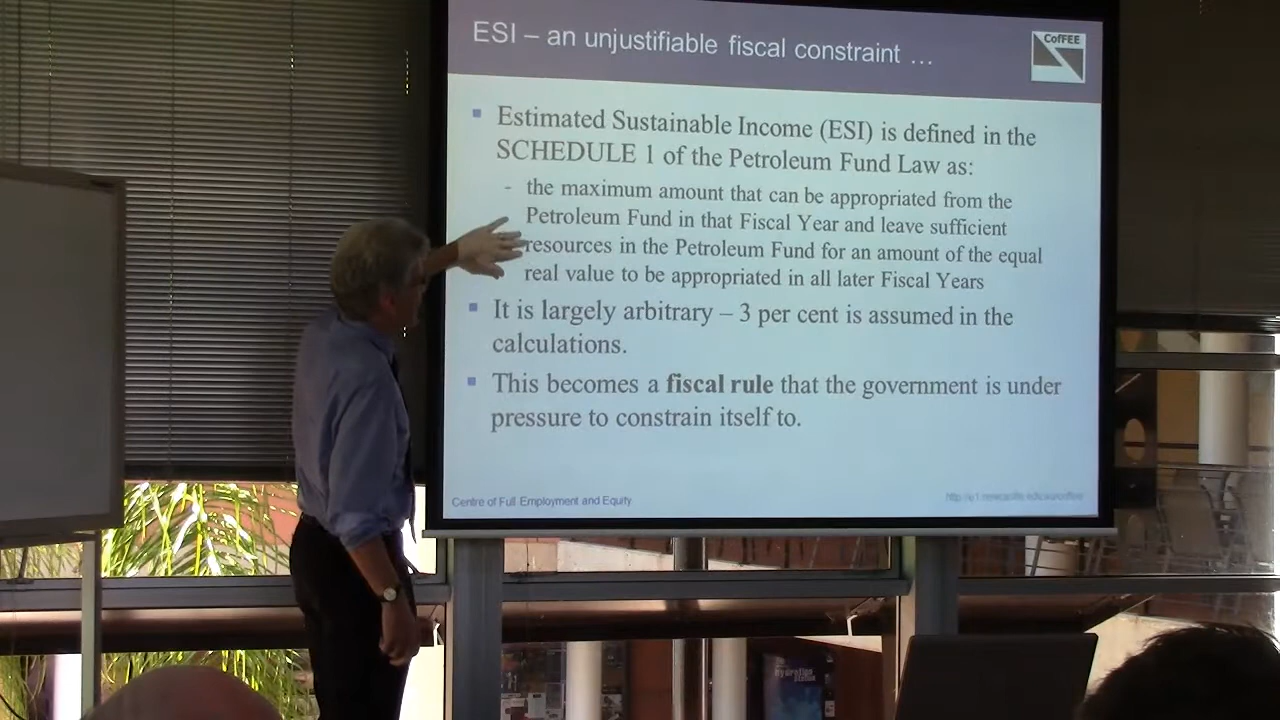 ESI – an unjustifiable fiscal constraint ...
CofFEE
Estimated Sustainable Income (ESI) is defined in the
SCHEDULE 1 of the Petroleum Fund Law as:
- the maximum amount that can be appropriated from the
Petroleum Fund in that Fiscal Year and leave sufficient
resources in the Petroleum Fund for an amount of the equal
real value to be appropriated in all later Fiscal Years
It is largely arbitrary – 3 per cent is assumed in the
calculations.
This becomes a fiscal rule that the government is under
pressure to constrain itself to.
Centre of Full Employment and Equity